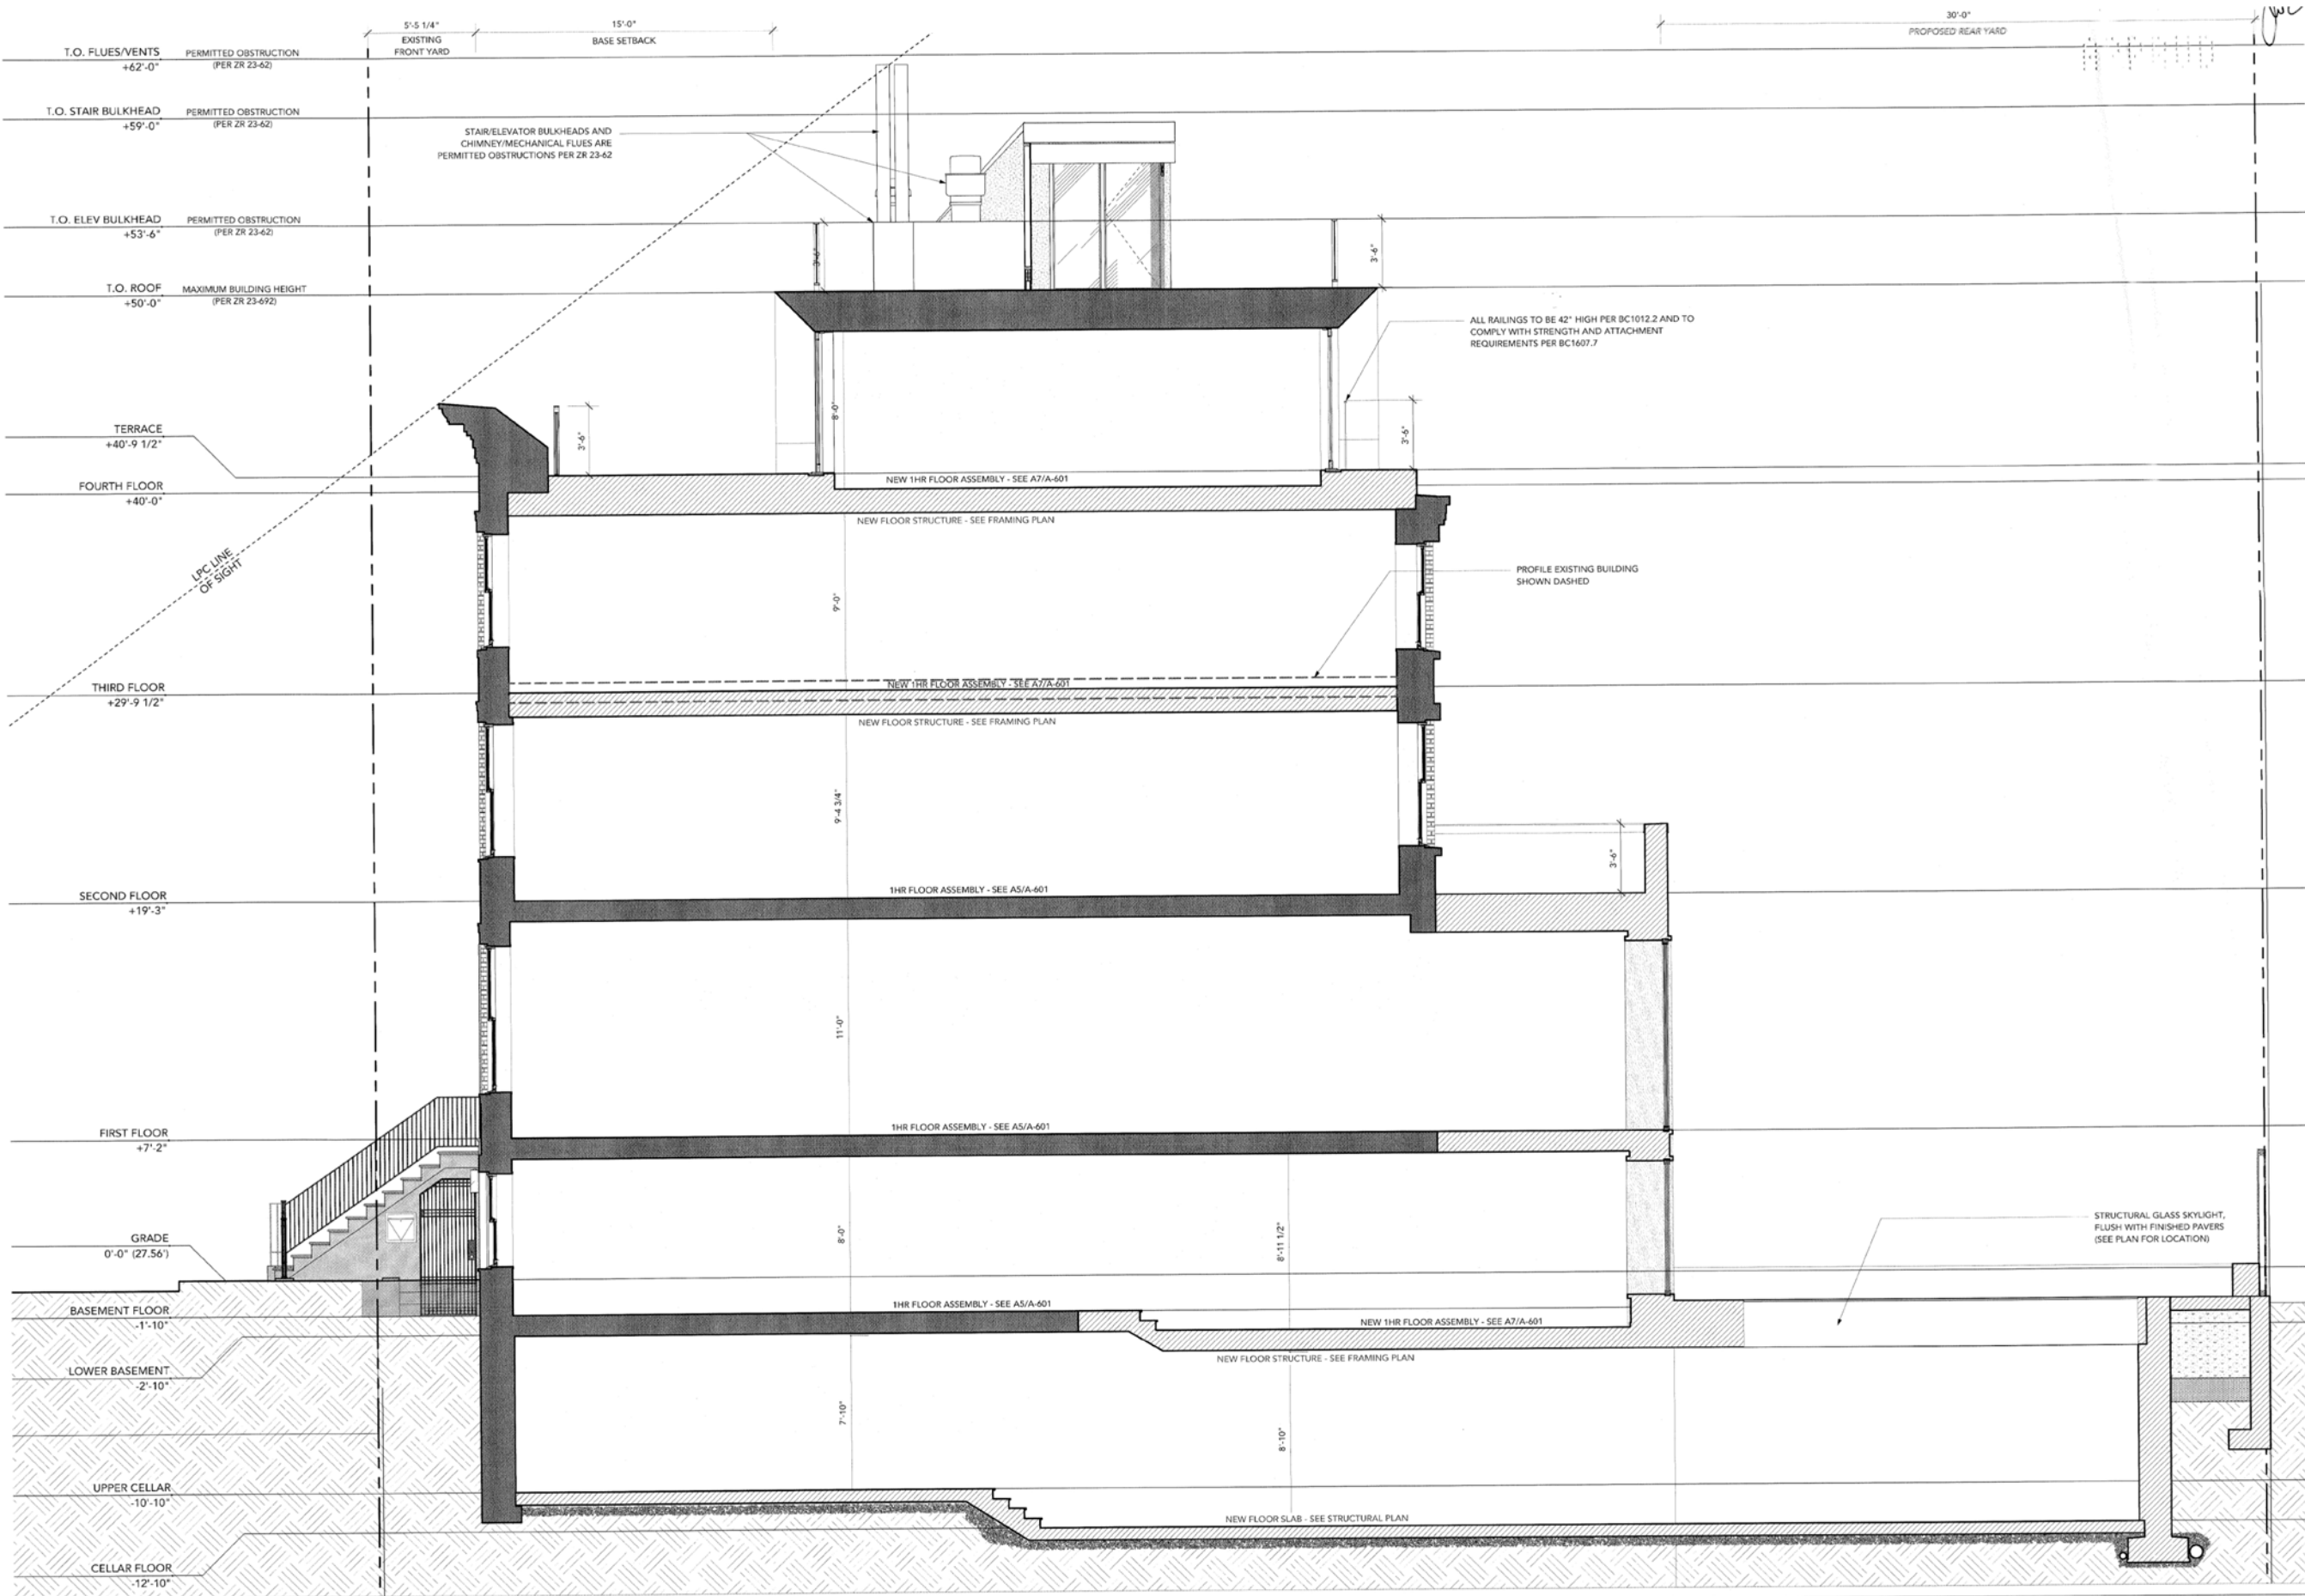 5'-5 1/4"
EXISTING
FRONT YARD
15'-0"
BASE SETBACK
30'-0"
PROPOSED REAR YARD
T.O. FLUES/VENTS
+62'-0"
PERMITTED OBSTRUCTION
(PER ZR 23-62)
T.O. STAIR BULKHEAD
+59'-0"
PERMITTED OBSTRUCTION
(PER ZR 23-62)
STAIR/ELEVATOR BULKHEADS AND
CHIMNEY/MECHANICAL FLUES ARE
PERMITTED OBSTRUCTIONS PER ZR 23-62
T.O. ELEV BULKHEAD
+53'-6"
PERMITTED OBSTRUCTION
(PER ZR 23-62)
3'-6"
3'-6"
T.O. ROOF
+50'-0"
MAXIMUM BUILDING HEIGHT
(PER ZR 23-692)
ALL RAILINGS TO BE 42" HIGH PER BC1012.2 AND TO
COMPLY WITH STRENGTH AND ATTACHMENT
REQUIREMENTS PER BC1607.7
TERRACE
+40'-9 1/2"
3'-6"
8'-0"
3'-6"
FOURTH FLOOR
+40'-0"
NEW 1HR FLOOR ASSEMBLY - SEE A7/A-601
NEW FLOOR STRUCTURE - SEE FRAMING PLAN
LPC LINE
OF SIGHT
9'-0"
PROFILE EXISTING BUILDING
SHOWN DASHED
THIRD FLOOR
+29'-9 1/2"
NEW 1HR FLOOR ASSEMBLY - SEE A7/A-601
NEW FLOOR STRUCTURE - SEE FRAMING PLAN
9'-4 3/4"
3'-6"
SECOND FLOOR
+19'-3"
1HR FLOOR ASSEMBLY - SEE A5/A-601
11'-0"
FIRST FLOOR
+7'-2"
1HR FLOOR ASSEMBLY - SEE A5/A-601
GRADE
0'-0" (27.56')
8'-0"
8'-11 1/2"
STRUCTURAL GLASS SKYLIGHT,
FLUSH WITH FINISHED PAVERS
(SEE PLAN FOR LOCATION)
BASEMENT FLOOR
-1'-10"
1HR FLOOR ASSEMBLY - SEE A5/A-601
NEW 1HR FLOOR ASSEMBLY - SEE A7/A-601
NEW FLOOR STRUCTURE - SEE FRAMING PLAN
LOWER BASEMENT
-2'-10"
7'-10"
8'-10"
UPPER CELLAR
-10'-10"
NEW FLOOR SLAB - SEE STRUCTURAL PLAN
CELLAR FLOOR
-12'-10"